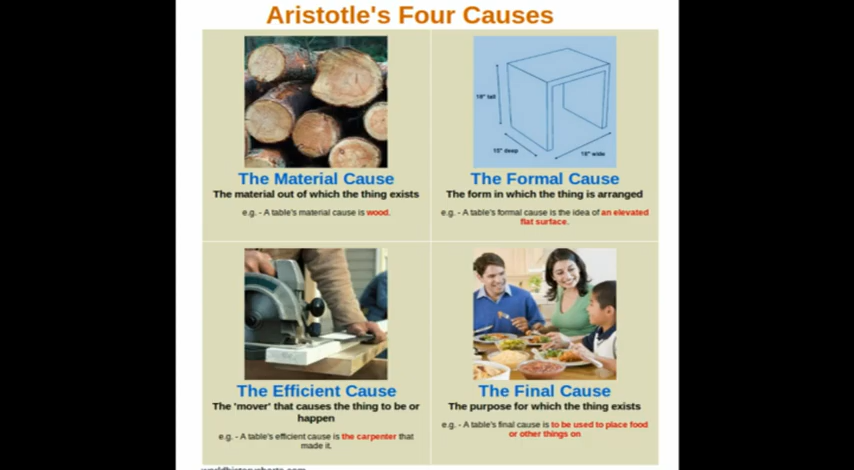 Aristotle's Four Causes
19" tall
15" deep
19" wide
The Material Cause
The material out of which the thing exists
e.g. - A table's material cause is wood.
The Formal Cause
The form in which the thing is arranged
e.g. - A table's formal cause is the idea of an elevated
flat surface.
The Efficient Cause
The 'mover' that causes the thing to be or
happen
e.g. - A table's efficient cause is the carpenter that
made it.
The Final Cause
The purpose for which the thing exists
e.g. - A table's final cause is to be used to place food
or other things on